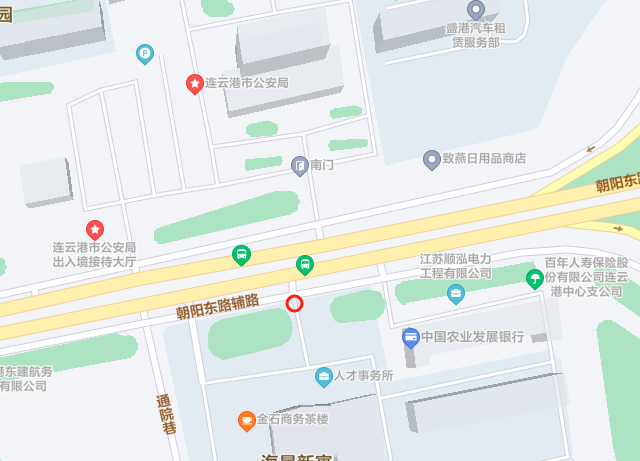 园
盛港汽车租
赁服务部
P
连云港市公安局
致燕日用品商店
南门
朝阳东路
连云港市公安局
出入境接待大厅
江苏顺泓电力
工程有限公司
百年人寿保险股
份有限公司连云
港中心支公司
朝阳东路辅路
中国农业发展银行
港东建航务
有限公司
人才事务所
通院巷
金石商务茶楼